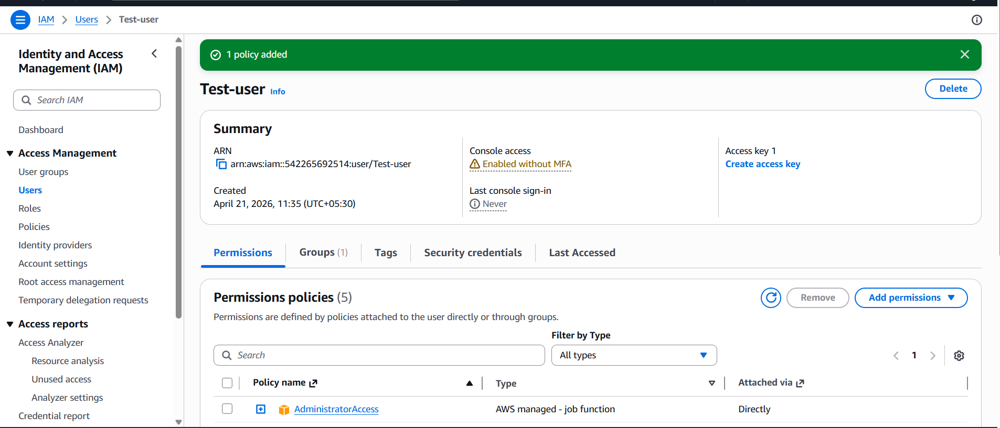 IAM > Users > Test-user
Identity and Access
Management (IAM)
Search IAM
Dashboard
Access Management
User groups
Users
Roles
Policies
Identity providers
Account settings
Root access management
Temporary delegation requests
Access reports
Access Analyzer
Resource analysis
Unused access
Analyzer settings
Credential report
1 policy added
Test-user Info
Delete
Summary
ARN
arn:aws:iam::542265692514:user/Test-user
Created
April 21, 2026, 11:35 (UTC+05:30)
Console access
Enabled without MFA
Last console sign-in
Never
Access key 1
Create access key
Permissions Groups (1) Tags Security credentials Last Accessed
Permissions policies (5)
Remove Add permissions
Permissions are defined by policies attached to the user directly or through groups.
Filter by Type
Search All types 1
Policy name Type Attached via
AdministratorAccess AWS managed - job function Directly